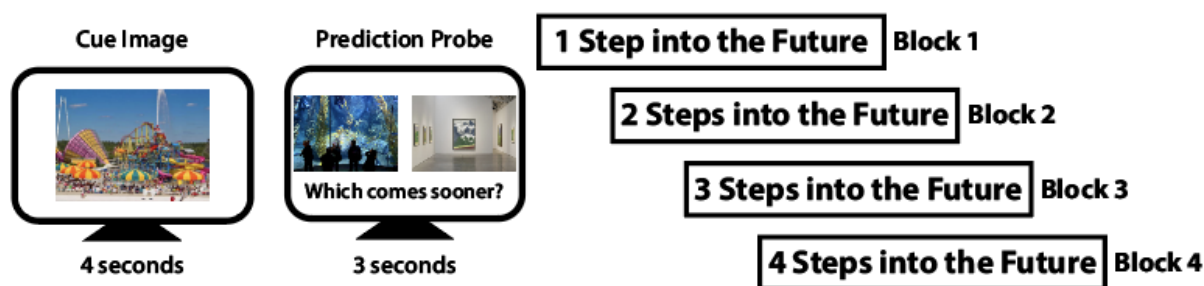 Cue Image
4 seconds
Prediction Probe
Which comes sooner?
3 seconds
1 Step into the Future Block 1
2 Steps into the Future Block 2
3 Steps into the Future Block 3
4 Steps into the Future Block 4